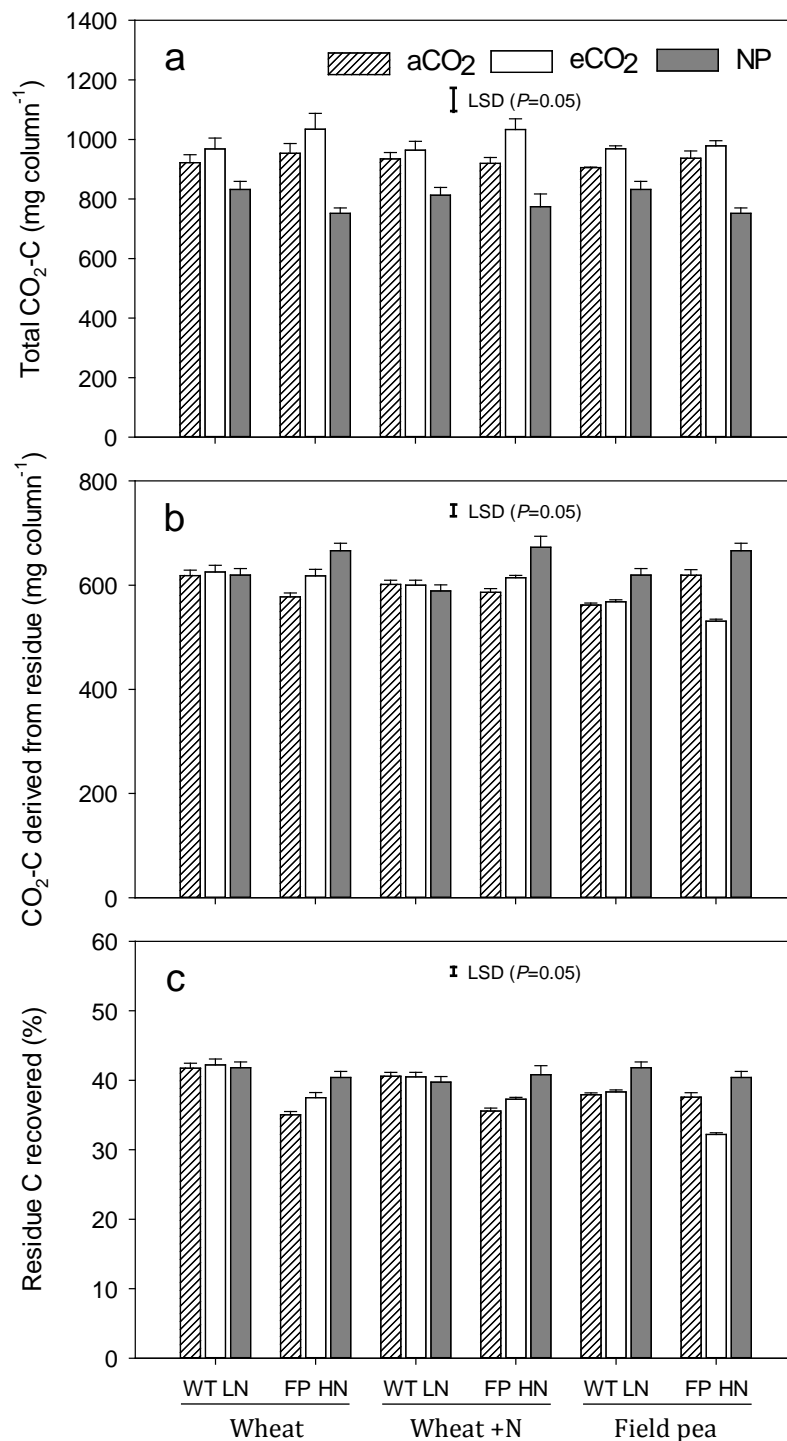 Total CO₂-C (mg column⁻¹)
1400
1200
1000
800
600
400
200
0
a
aCO₂ eCO₂ NP
LSD (P=0.05)
CO₂-C derived from residue (mg column⁻¹)
800
600
400
200
0
b
LSD (P=0.05)
Residue C recovered (%)
60
50
40
30
20
10
0
c
LSD (P=0.05)
WT LN FP HN WT LN FP HN WT LN FP HN
Wheat Wheat +N Field pea